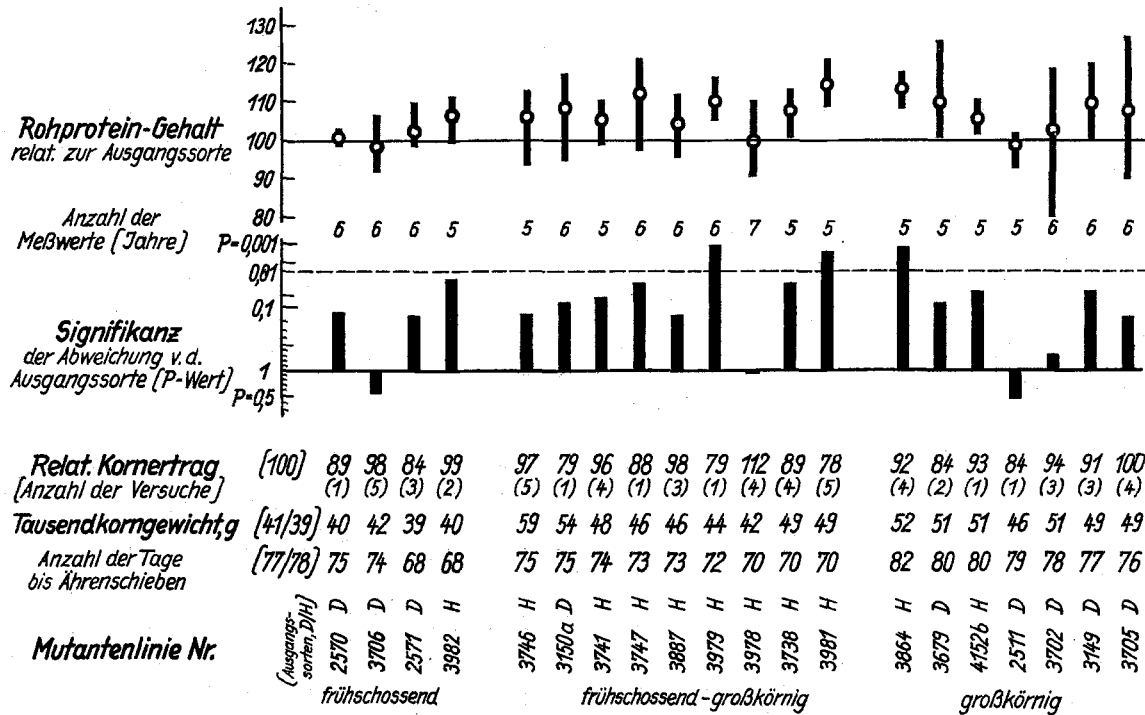 130
120
110
100
90
80
Rohprotein-Gehalt
relat. zur Ausgangssorte
Anzahl der
Meßwerte [Jahre]
6 6 6 5 5 6 5 6 6 6 7 5 5 5 6 5 5 6 6 6
P=0,001
0,01
0,1
1
P=0,5
Signifikanz
der Abweichung v. d.
Ausgangssorte [P-Wert]
Relat. Kornertrag [100] 89 98 84 99 97 79 96 88 98 79 112 89 78 92 84 93 84 94 91 100
[Anzahl der Versuche] (1) (5) (3) (2) (5) (1) (4) (1) (3) (1) (4) (4) (5) (4) (2) (1) (1) (3) (3) (4)
Tausendkorngewicht, g [41/39] 40 42 39 40 59 54 48 46 46 44 42 49 49 52 51 51 46 51 49 49
Anzahl der Tage
bis Ährenschieben [77/78] 75 74 68 68 75 75 74 73 73 72 70 70 70 82 80 80 79 78 77 76
(Ausgangs-
sorten, D/H) D D D H H D H H H H H H H H D H D D D D
Mutantenlinie Nr. 2570 3706 2571 3982 3746 3150a 3741 3747 3887 3979 3978 3738 3981 3864 3679 4752b 2511 3702 3149 3705
frühschossend frühschossend-großkörnig großkörnig